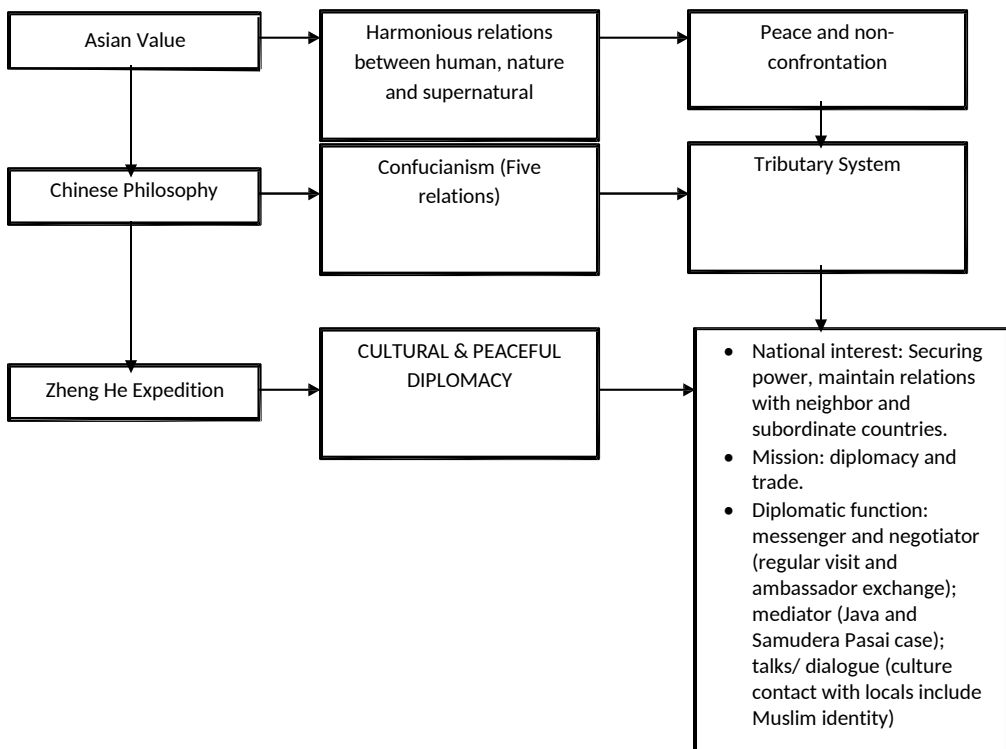 Asian Value
Harmonious relations
between human, nature
and supernatural
Peace and non-
confrontation
Chinese Philosophy
Confucianism (Five
relations)
Tributary System
Zheng He Expedition
CULTURAL & PEACEFUL
DIPLOMACY
• National interest: Securing
power, maintain relations
with neighbor and
subordinate countries.
• Mission: diplomacy and
trade.
• Diplomatic function:
messenger and negotiator
(regular visit and
ambassador exchange);
mediator (Java and
Samudera Pasai case);
talks/ dialogue (culture
contact with locals include
Muslim identity)